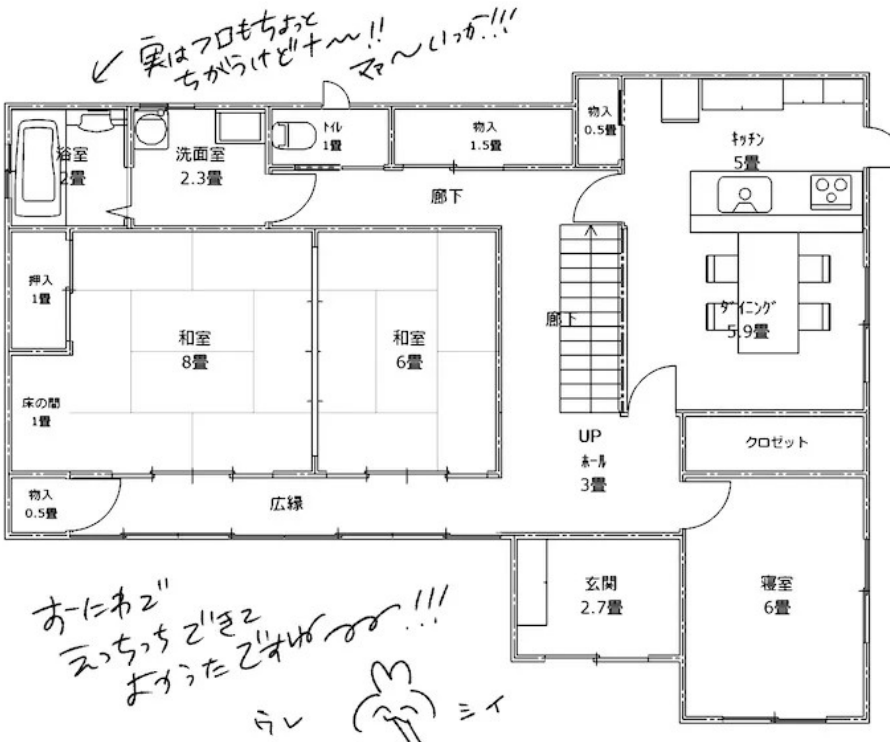 ← 実はフロもちょっと
ちがうけどナ〜〜!!
マァ〜いっか!!!
浴室
2畳
洗面室
2.3畳
トイレ
1畳
物入
1.5畳
物入
0.5畳
キッチン
5畳
廊下
押入
1畳
和室
8畳
和室
6畳
廊下
ダイニング
5.9畳
床の間
1畳
UP
ホール
3畳
クロゼット
物入
0.5畳
広縁
玄関
2.7畳
寝室
6畳
おーにわで
えっちっちできて
よかったですね〜〜!!!
ウレ
シイ